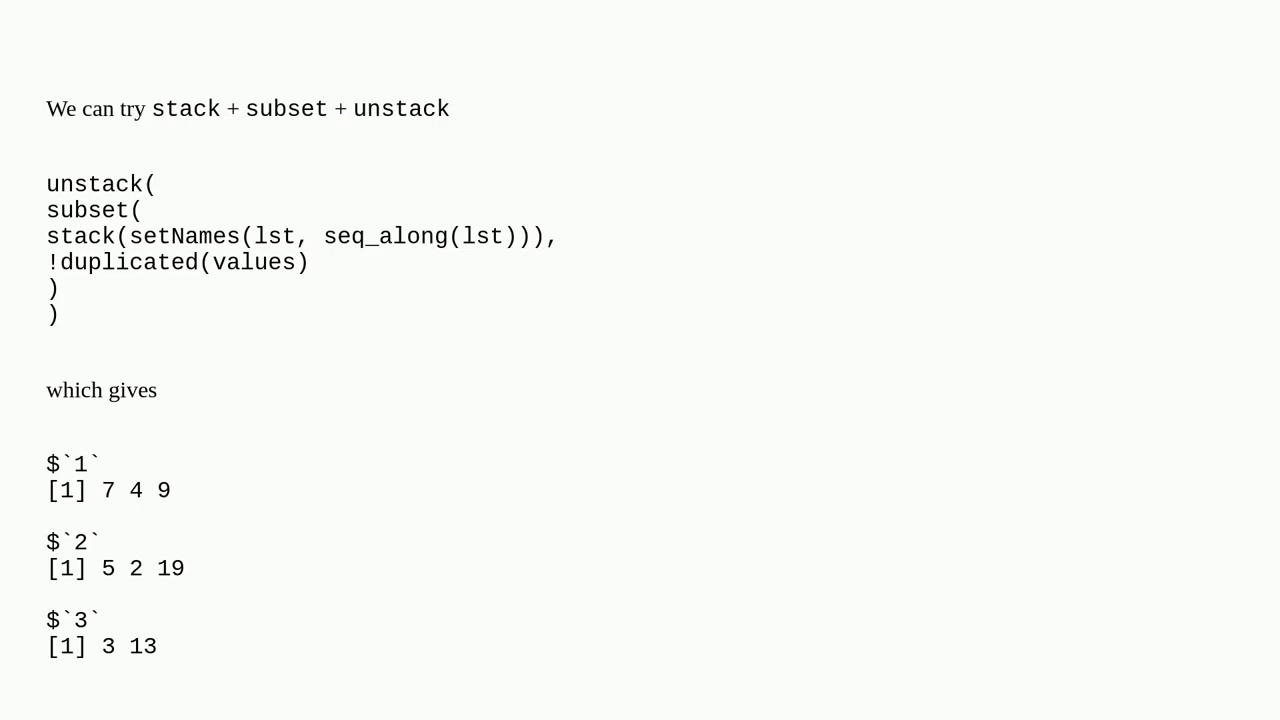 We can try stack + subset + unstack
unstack(
subset(
stack(setNames(lst, seq_along(lst))),
!duplicated(values)
)
)
which gives
$`1`
[1] 7 4 9
$`2`
[1] 5 2 19
$`3`
[1] 3 13